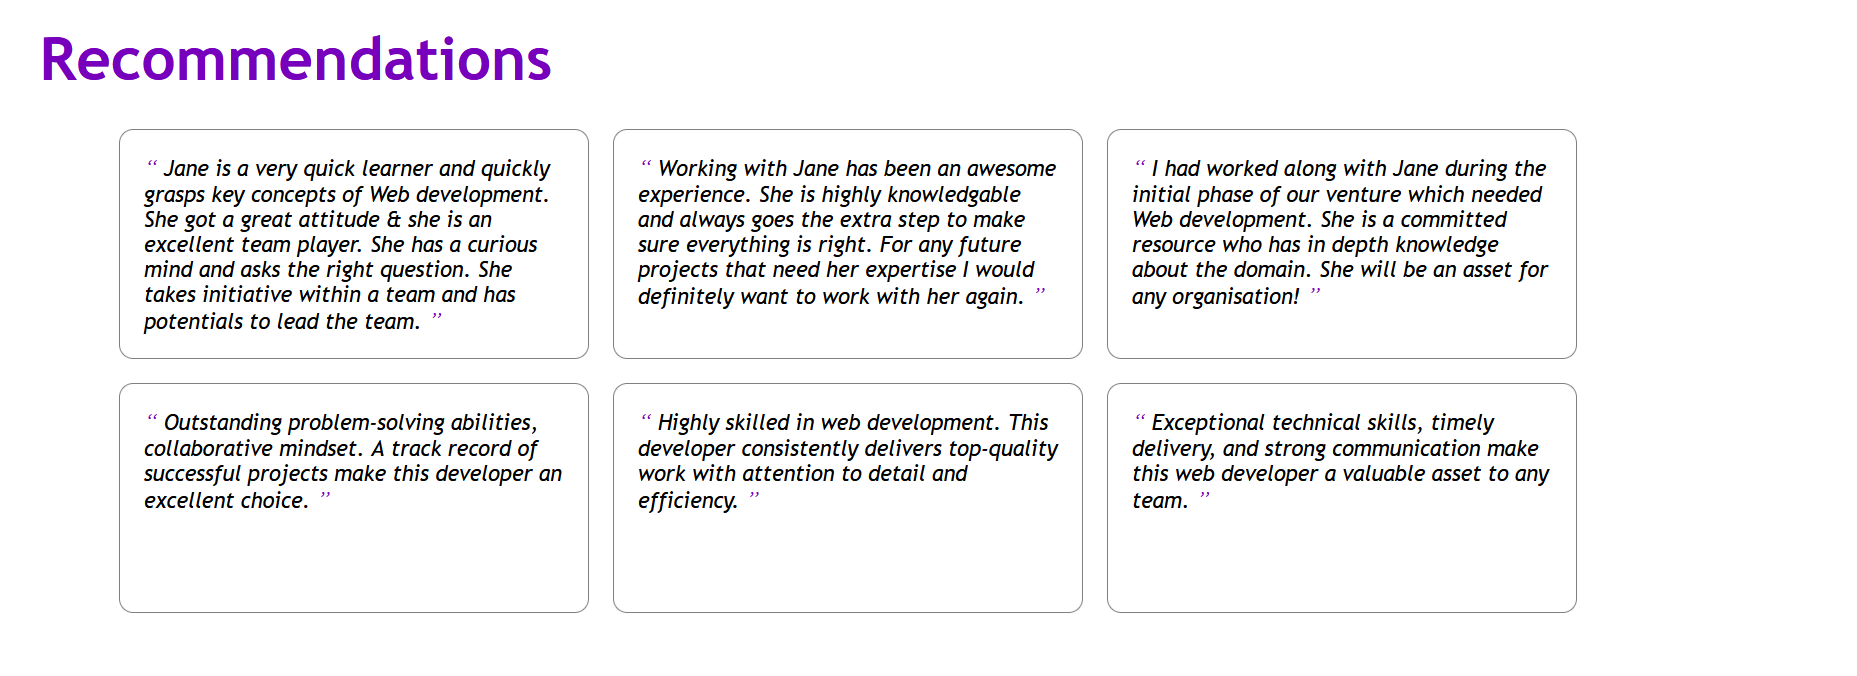 Recommendations
“ Jane is a very quick learner and quickly
grasps key concepts of Web development.
She got a great attitude & she is an
excellent team player. She has a curious
mind and asks the right question. She
takes initiative within a team and has
potentials to lead the team. ”
“ Working with Jane has been an awesome
experience. She is highly knowledgable
and always goes the extra step to make
sure everything is right. For any future
projects that need her expertise I would
definitely want to work with her again. ”
“ I had worked along with Jane during the
initial phase of our venture which needed
Web development. She is a committed
resource who has in depth knowledge
about the domain. She will be an asset for
any organisation! ”
“ Outstanding problem-solving abilities,
collaborative mindset. A track record of
successful projects make this developer an
excellent choice. ”
“ Highly skilled in web development. This
developer consistently delivers top-quality
work with attention to detail and
efficiency. ”
“ Exceptional technical skills, timely
delivery, and strong communication make
this web developer a valuable asset to any
team. ”